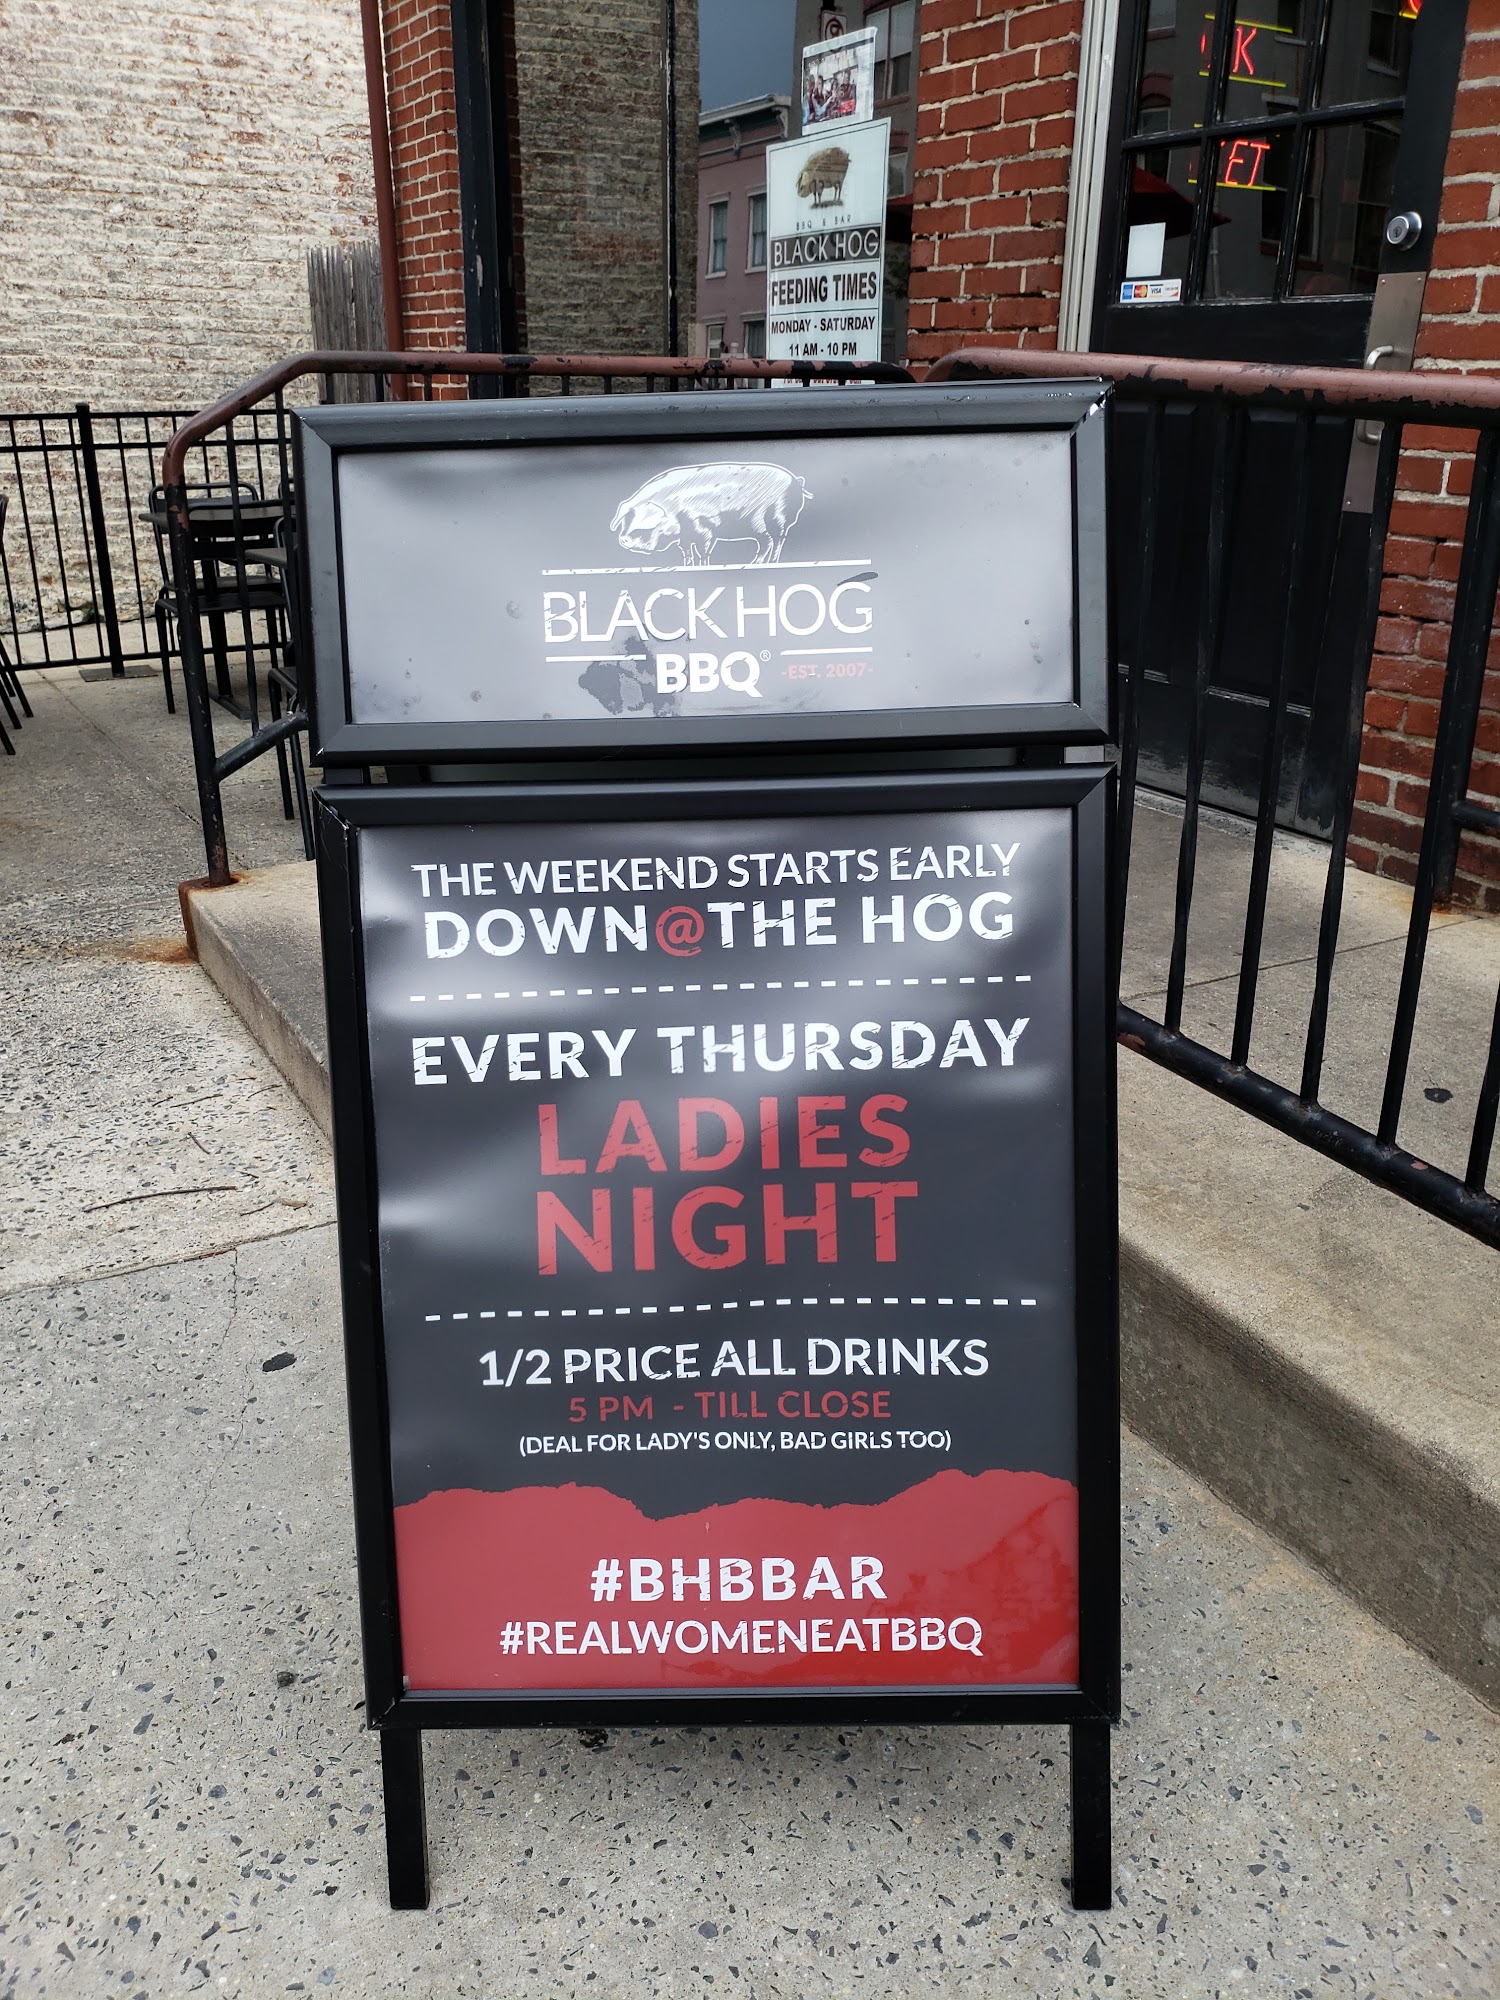 BBQ & BAR
BLACK HOG
FEEDING TIMES
MONDAY - SATURDAY
11 AM - 10 PM
VISA
BLACK HOG
BBQ® -EST. 2007-
THE WEEKEND STARTS EARLY
DOWN@THE HOG
EVERY THURSDAY
LADIES
NIGHT
1/2 PRICE ALL DRINKS
5 PM - TILL CLOSE
(DEAL FOR LADY'S ONLY, BAD GIRLS TOO)
#BHBBAR
#REALWOMENEATBBQ